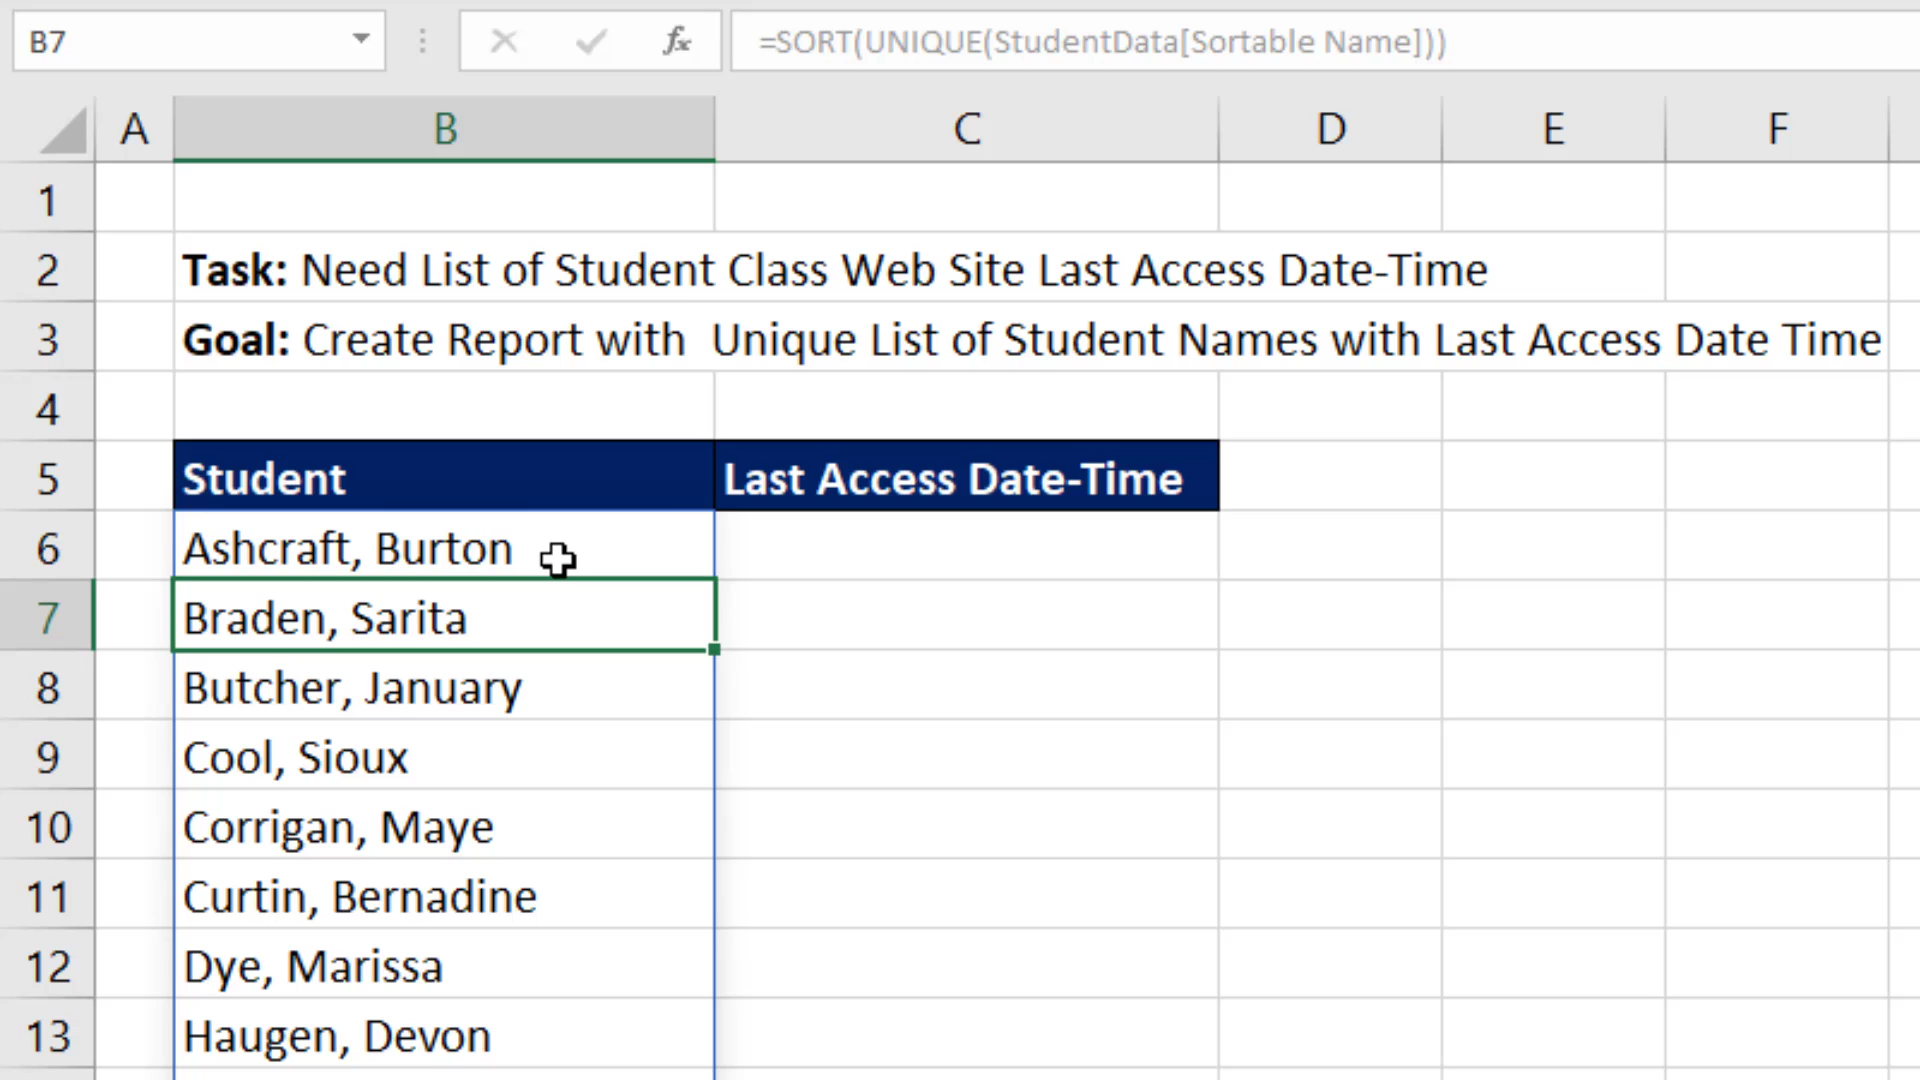 B7 fx =SORT(UNIQUE(StudentData[Sortable Name]))
A B C D E F
1
2 Task: Need List of Student Class Web Site Last Access Date-Time
3 Goal: Create Report with  Unique List of Student Names with Last Access Date Time
4
5 Student Last Access Date-Time
6 Ashcraft, Burton
7 Braden, Sarita
8 Butcher, January
9 Cool, Sioux
10 Corrigan, Maye
11 Curtin, Bernadine
12 Dye, Marissa
13 Haugen, Devon